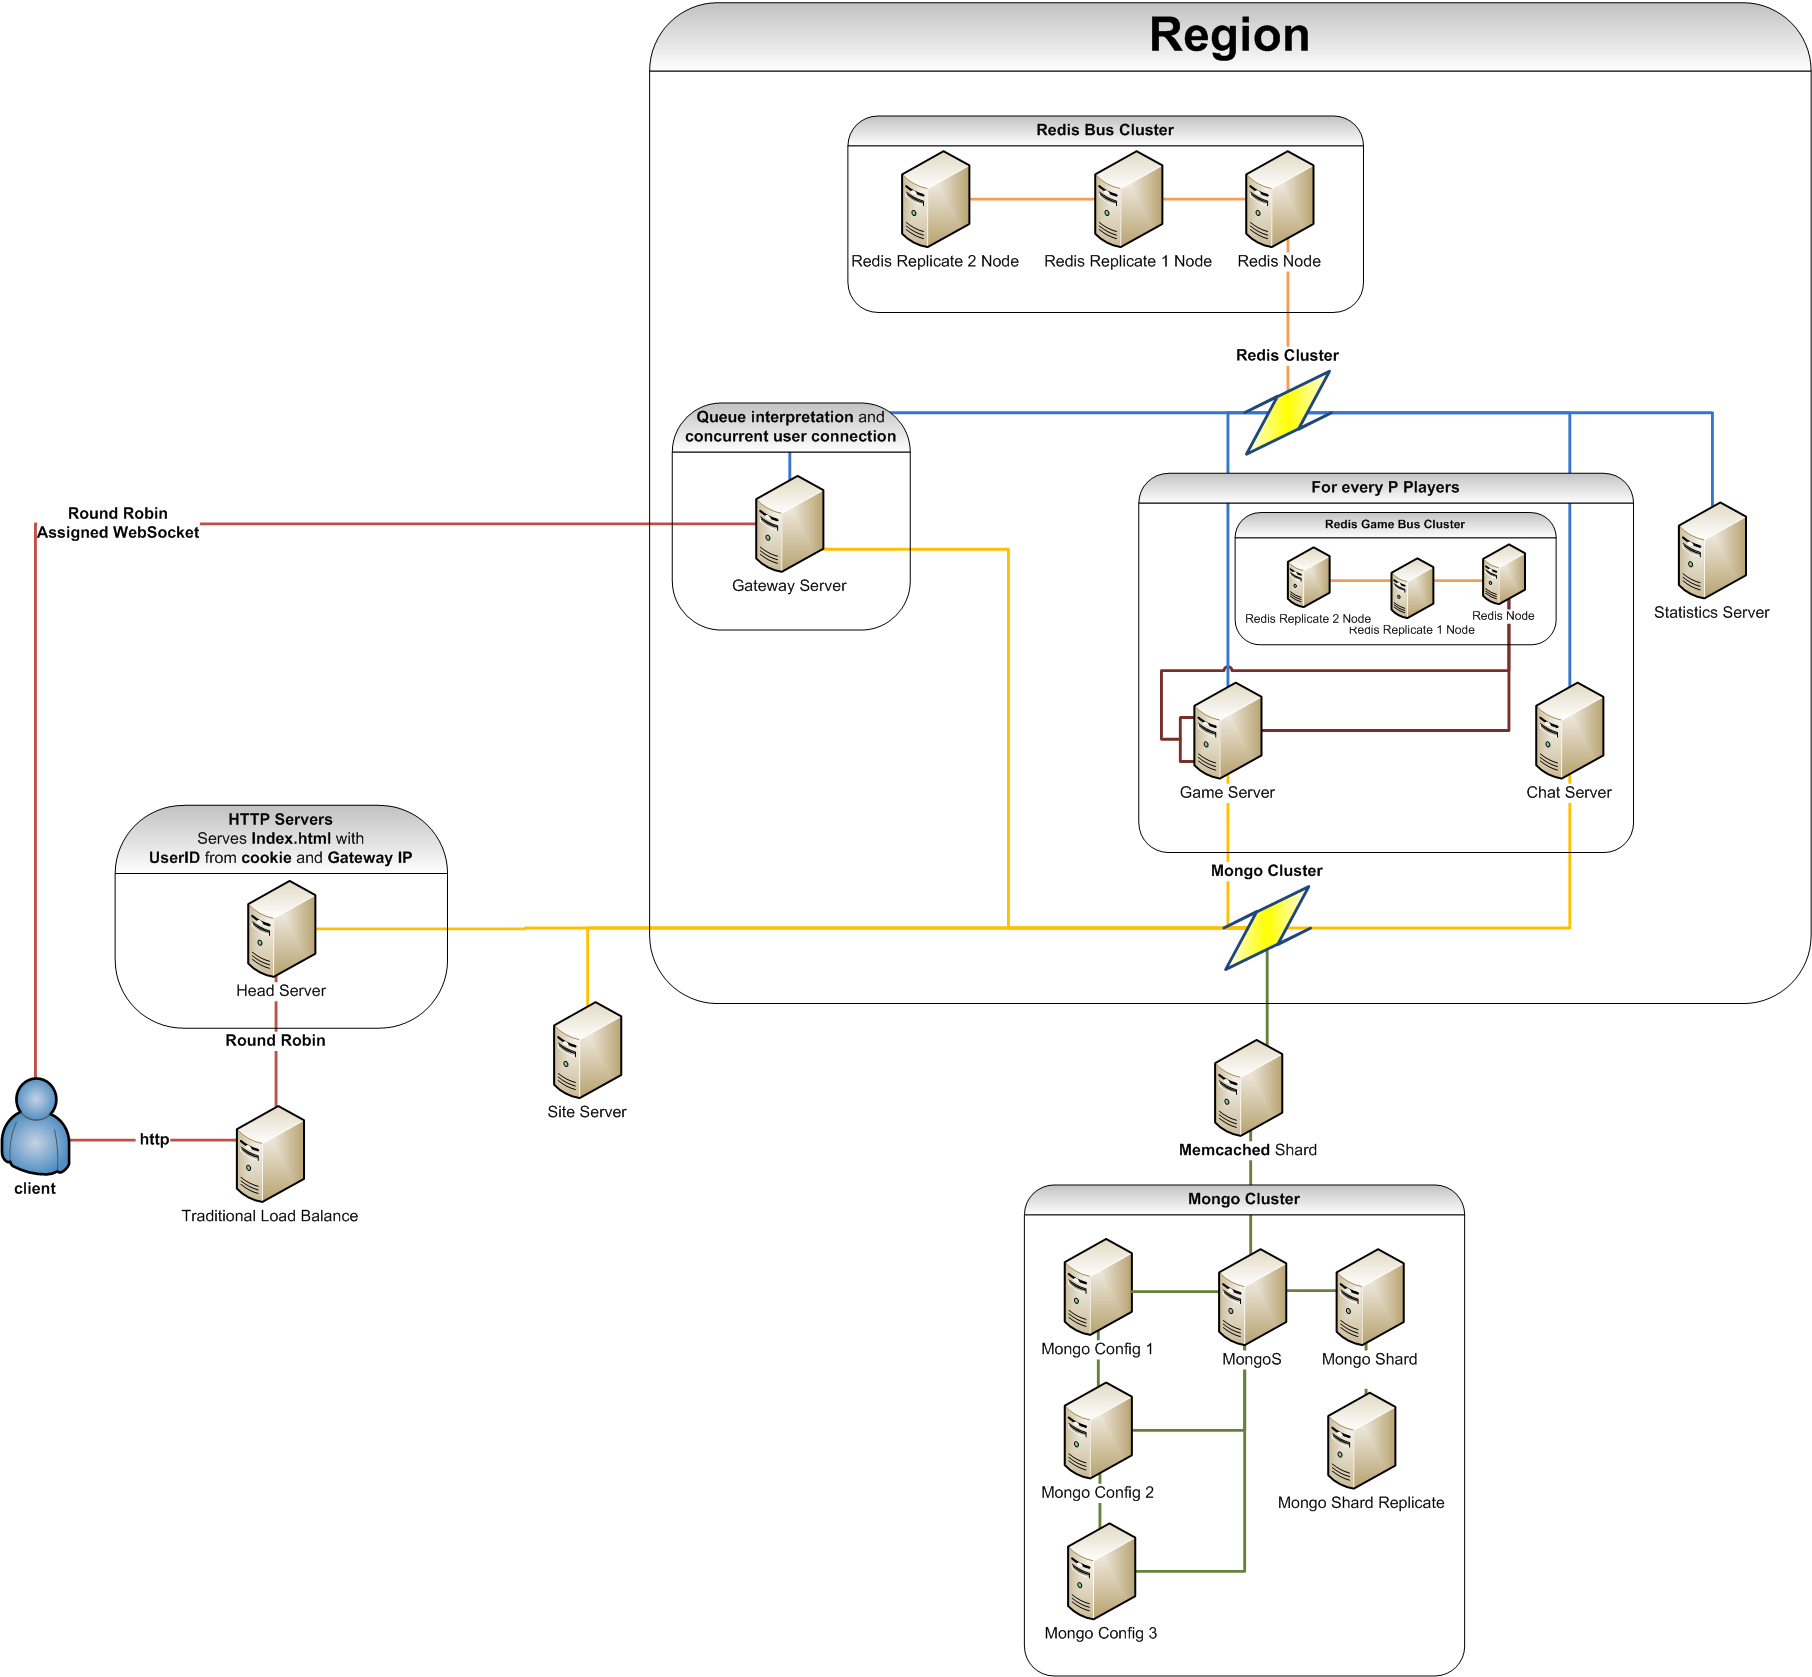 Region
Redis Bus Cluster
Redis Replicate 2 Node
Redis Replicate 1 Node
Redis Node
Redis Cluster
Queue interpretation and
concurrent user connection
Gateway Server
Round Robin
Assigned WebSocket
For every P Players
Redis Game Bus Cluster
Redis Replicate 2 Node
Redis Replicate 1 Node
Redis Node
Statistics Server
Game Server
Chat Server
HTTP Servers
Serves Index.html with
UserID from cookie and Gateway IP
Head Server
Round Robin
Mongo Cluster
Site Server
http
client
Traditional Load Balance
Memcached Shard
Mongo Cluster
Mongo Config 1
MongoS
Mongo Shard
Mongo Config 2
Mongo Shard Replicate
Mongo Config 3